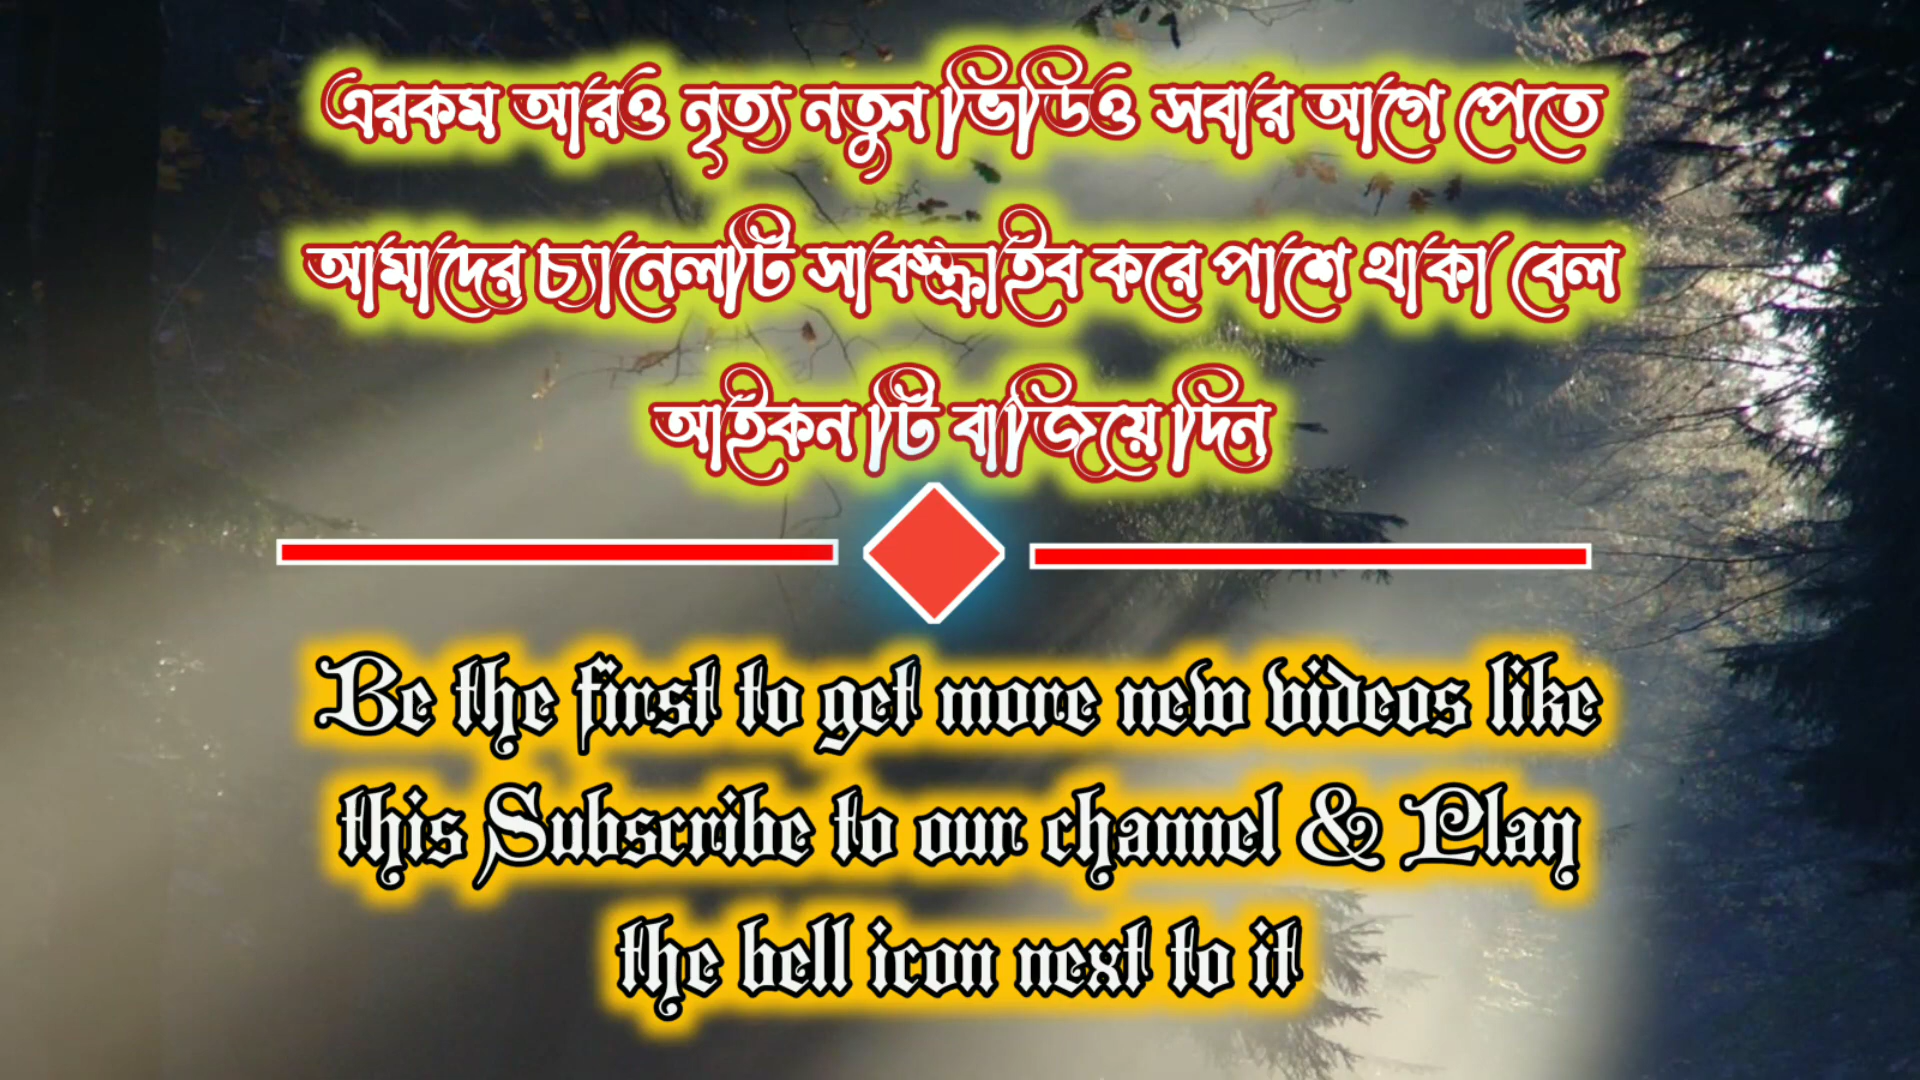 এরকম আরও নৃত্য নতুন ভিডিও সবার আগে পেতে
আমাদের চ্যানেলটি সাবস্ক্রাইব করে পাশে থাকা বেল
আইকন টি বাজিয়ে দিন
Be the first to get more new videos like
this Subscribe to our channel & Play
the bell icon next to it